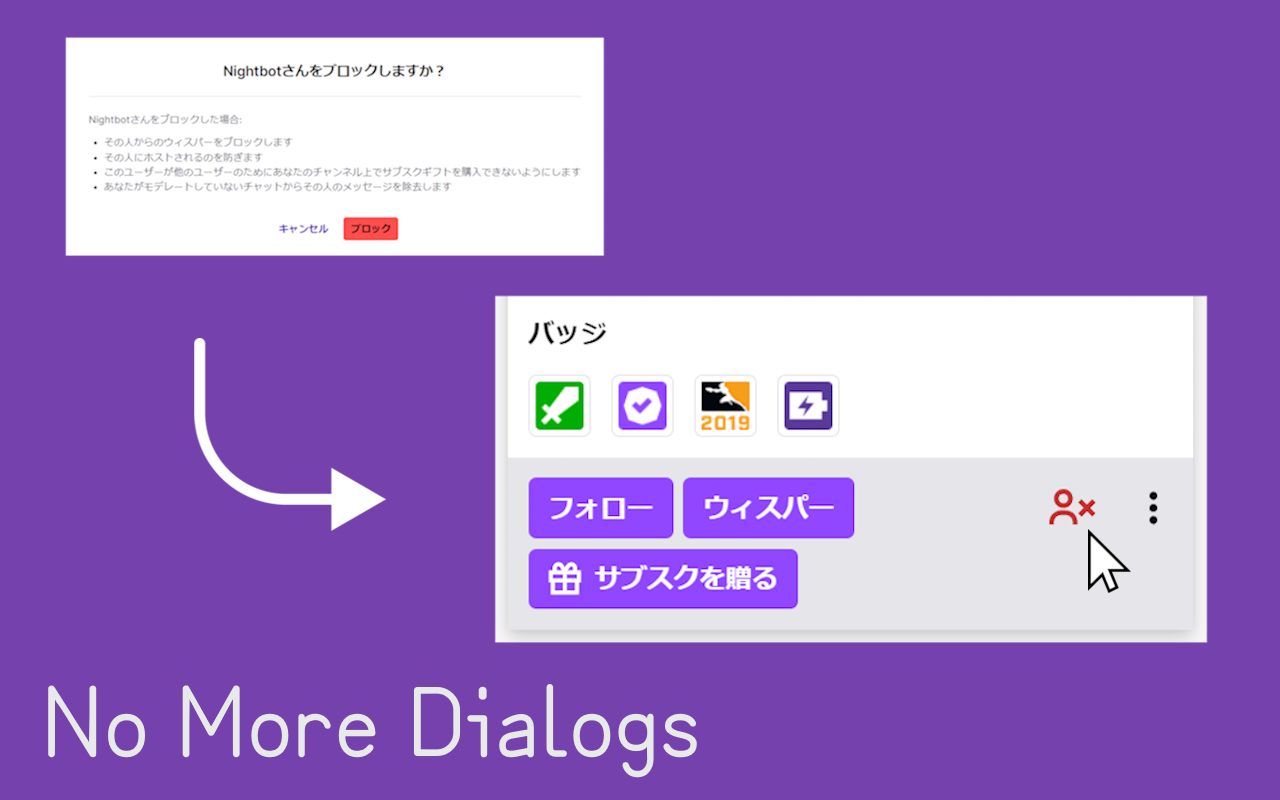 Nightbotさんをブロックしますか？
Nightbotさんをブロックした場合:
• その人からのウィスパーをブロックします
• その人にホストされるのを防ぎます
• このユーザーが他のユーザーのためにあなたのチャンネル上でサブスクギフトを購入できないようにします
• あなたがモデレートしていないチャットからその人のメッセージを除去します
キャンセル ブロック
バッジ
2019
フォロー ウィスパー
サブスクを贈る
No More Dialogs